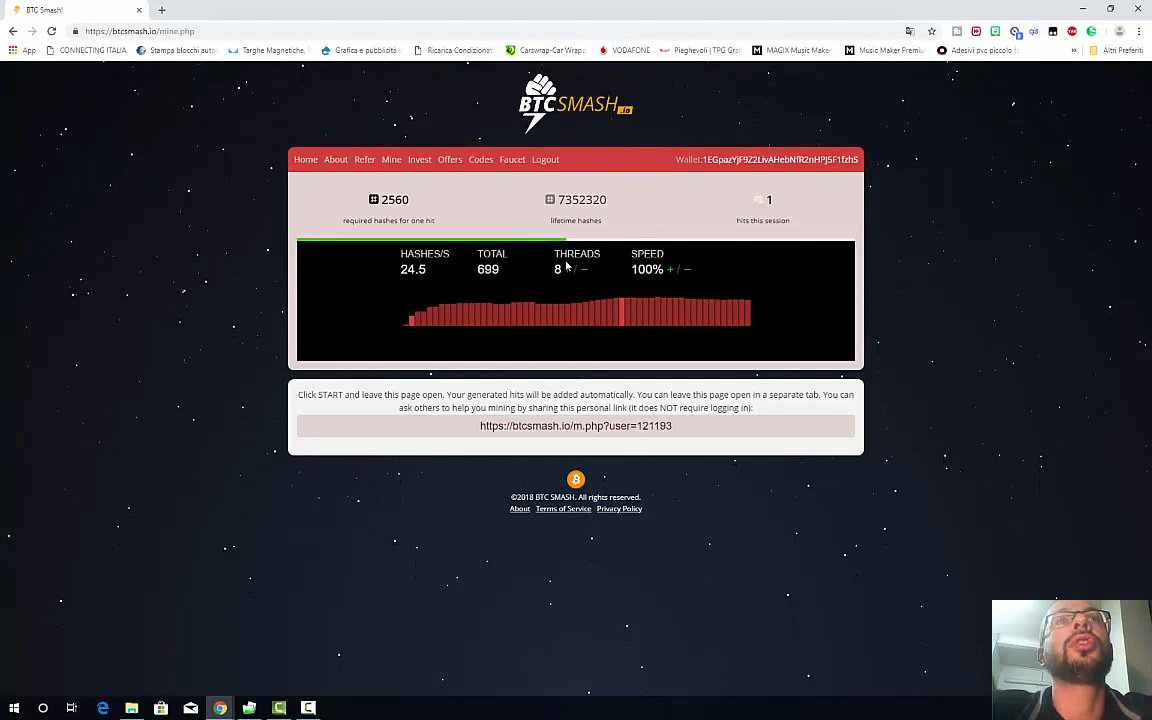 BTC Smash!
https://btcsmash.io/mine.php
App CONNECTING ITALIA Stampa blocchi auto Targhe Magnetiche, Grafica e pubblicità Ricarica Condizionat Carswrap-Car Wrapp VODAFONE Pieghevoli | TPG Gra MAGIX Music Maker Music Maker Premiu Adesivi pvc piccolo f » Altri Preferiti
BTCSMASH.io
Home About Refer Mine Invest Offers Codes Faucet Logout
2560 7352320 1
required hashes for one hit lifetime hashes hits this session
HASHES/S TOTAL THREADS SPEED
24.5 699 8 + / − 100% + / −
Click START and leave this page open. Your generated hits will be added automatically. You can leave this page open in a separate tab. You can
ask others to help you mining by sharing this personal link (it does NOT require logging in):
https://btcsmash.io/m.php?user=121193
©2018 BTC SMASH. All rights reserved.
About Terms of Service Privacy Policy